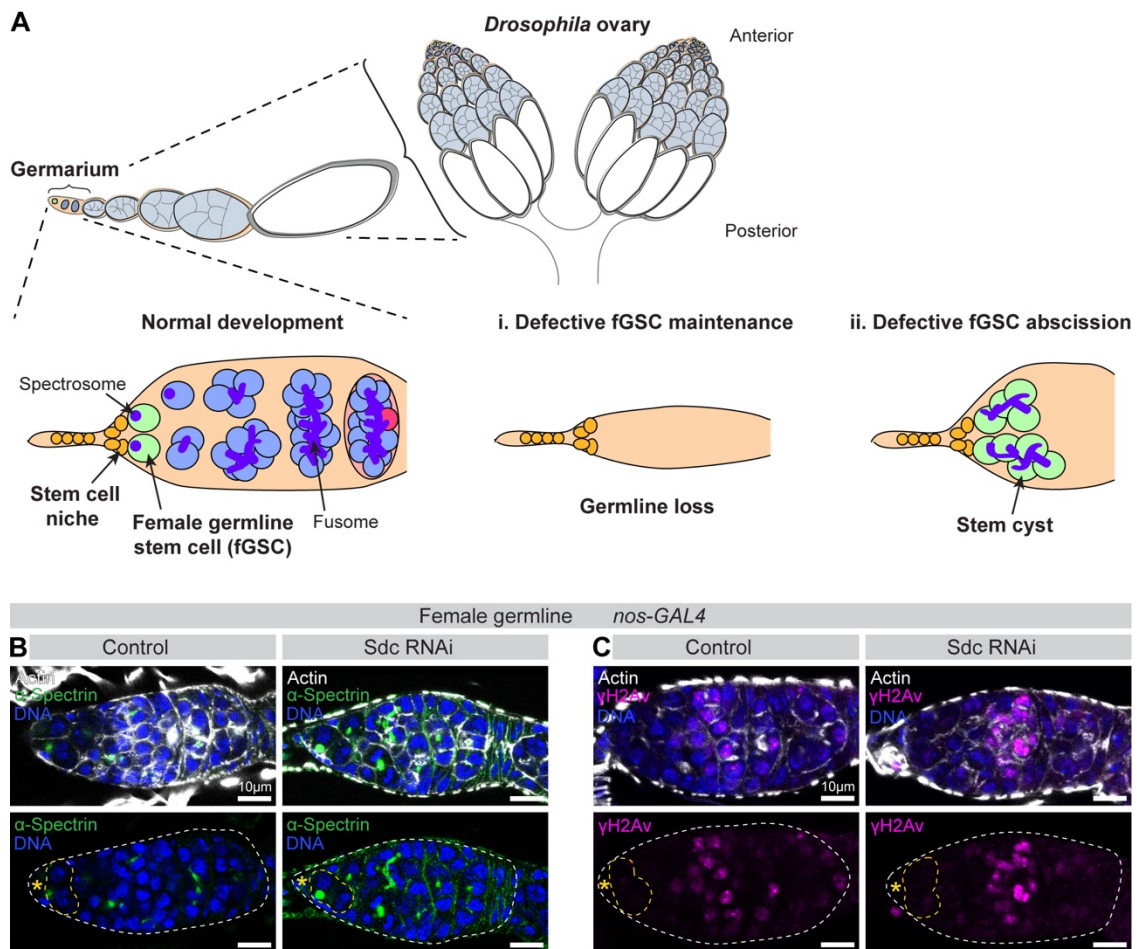 A
Drosophila ovary
Anterior
Germarium
Posterior
Normal development
i. Defective fGSC maintenance
ii. Defective fGSC abscission
Spectrosome
Stem cell
niche
Female germline
stem cell (fGSC)
Fusome
Germline loss
Stem cyst
Female germline nos-GAL4
B
Control
Sdc RNAi
C
Control
Sdc RNAi
Actin
α-Spectrin
DNA
10µm
Actin
α-Spectrin
DNA
Actin
γH2Av
DNA
10µm
Actin
γH2Av
DNA
α-Spectrin
DNA
*
α-Spectrin
DNA
*
γH2Av
*
γH2Av
*